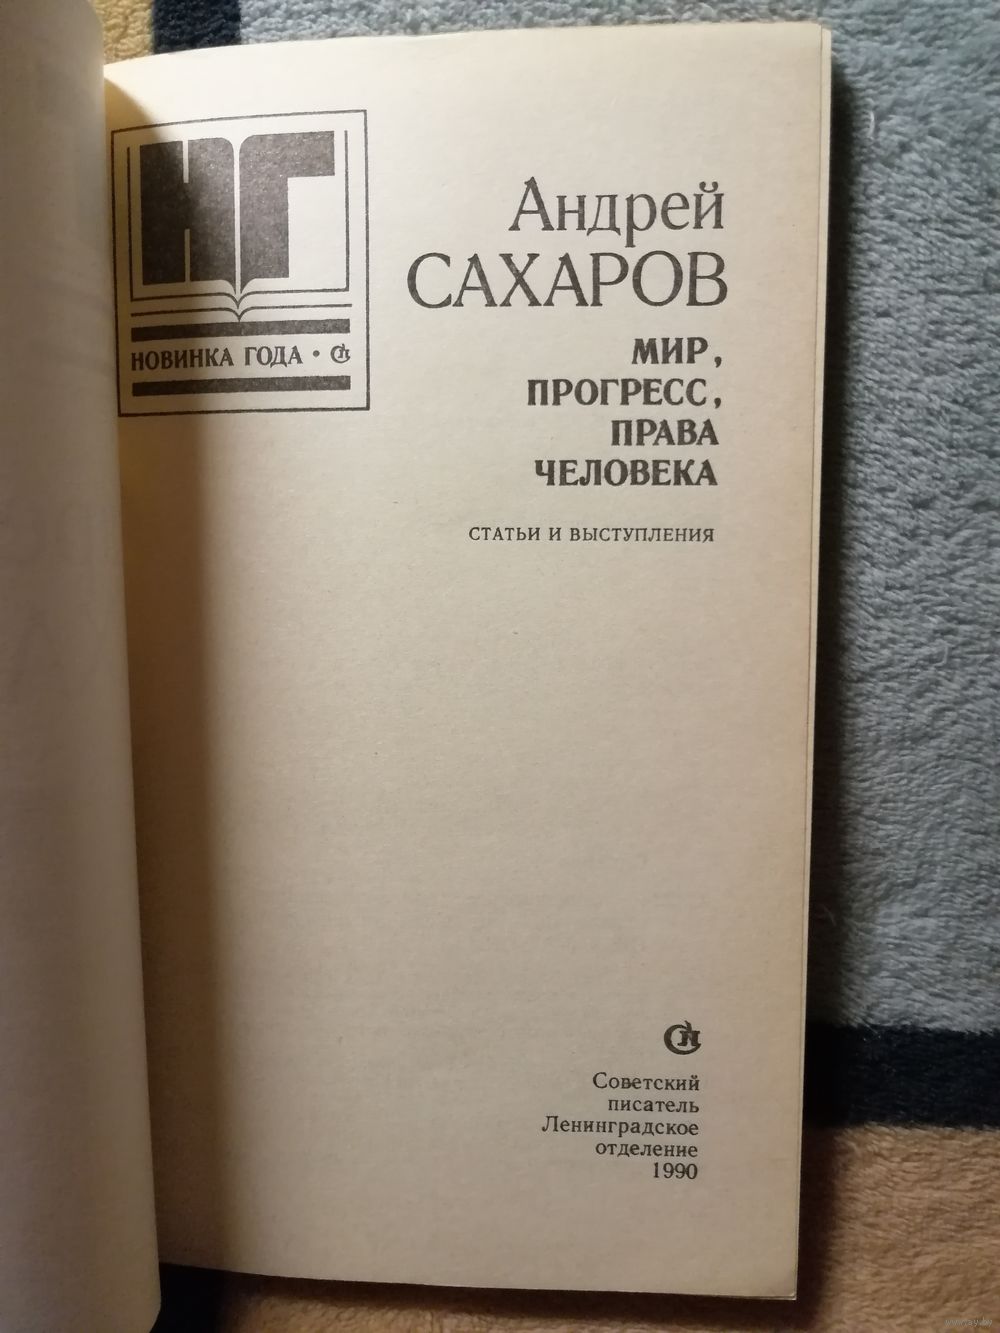 НГ
НОВИНКА ГОДА •
Андрей
САХАРОВ
МИР,
ПРОГРЕСС,
ПРАВА
ЧЕЛОВЕКА
СТАТЬИ И ВЫСТУПЛЕНИЯ
Советский
писатель
Ленинградское
отделение
1990